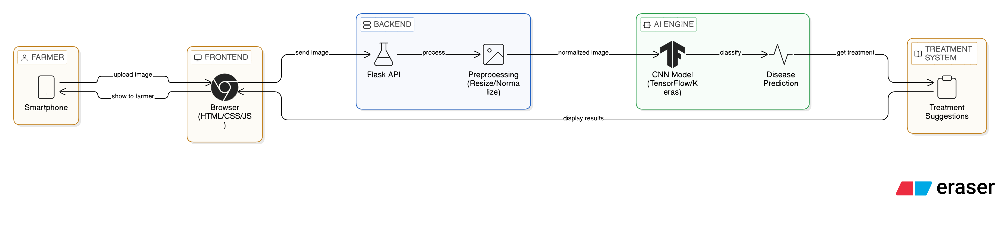 FARMER
upload image
show to farmer
Smartphone
FRONTEND
Browser
(HTML/CSS/JS
)
send image
BACKEND
Flask API
process
Preprocessing
(Resize/Norma
lize)
normalized image
AI ENGINE
CNN Model
(TensorFlow/K
eras)
classify
Disease
Prediction
get treatment
TREATMENT
SYSTEM
Treatment
Suggestions
display results
eraser